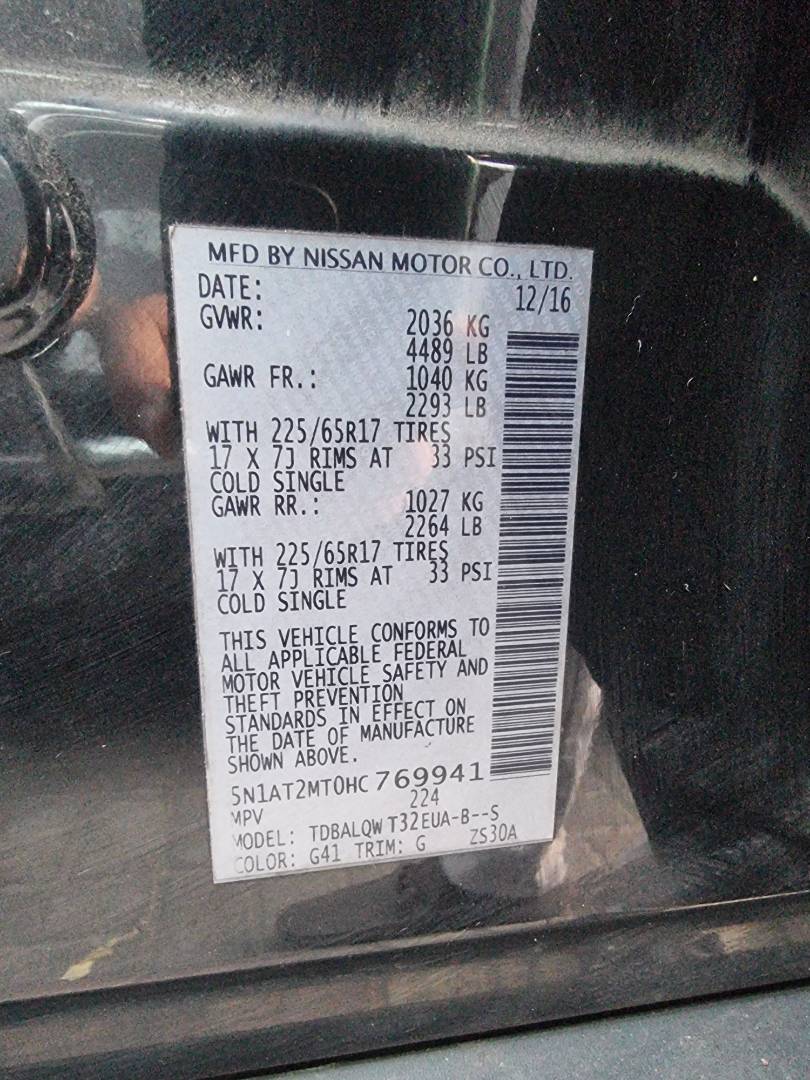 MFD BY NISSAN MOTOR CO., LTD.
DATE: 12/16
GVWR: 2036 KG
4489 LB
GAWR FR.: 1040 KG
2293 LB
WITH 225/65R17 TIRES
17 X 7J RIMS AT 33 PSI
COLD SINGLE
GAWR RR.: 1027 KG
2264 LB
WITH 225/65R17 TIRES
17 X 7J RIMS AT 33 PSI
COLD SINGLE
THIS VEHICLE CONFORMS TO
ALL APPLICABLE FEDERAL
MOTOR VEHICLE SAFETY AND
THEFT PREVENTION
STANDARDS IN EFFECT ON
THE DATE OF MANUFACTURE
SHOWN ABOVE.
5N1AT2MT0HC769941
MPV 224
MODEL: TDBALQW T32EUA-B--S
COLOR: G41 TRIM: G ZS30A